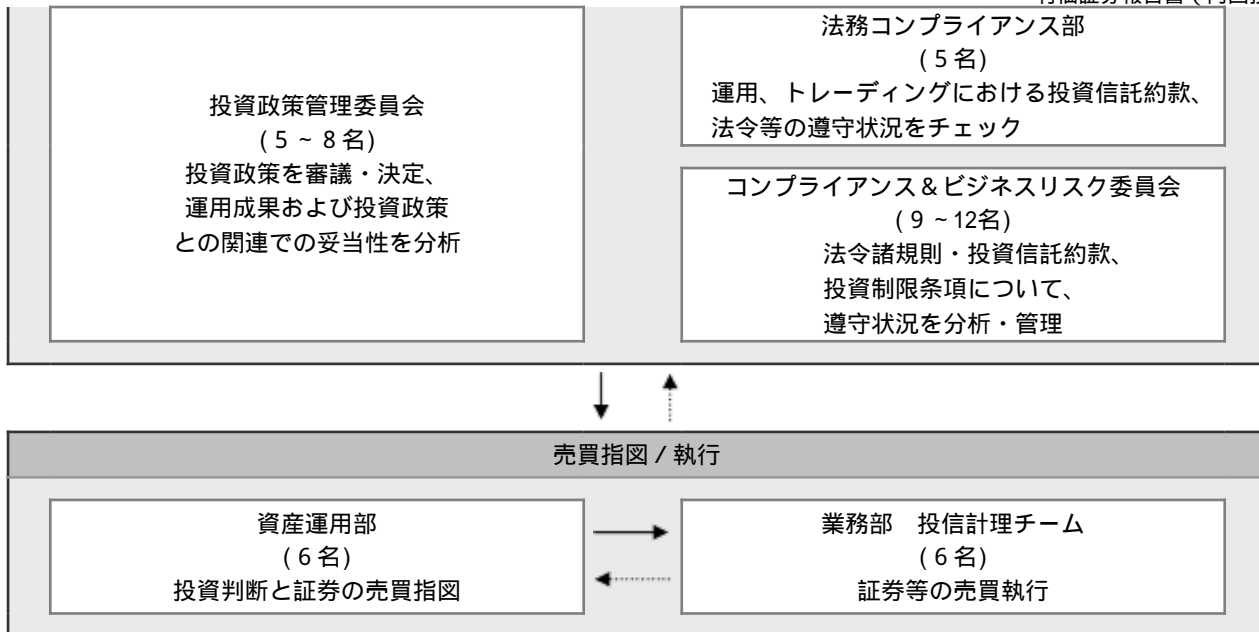 投資政策管理委員会
(5~8名)
投資政策を審議・決定、
運用成果および投資政策
との関連での妥当性を分析
法務コンプライアンス部
(5名)
運用、トレーディングにおける投資信託約款、
法令等の遵守状況をチェック
コンプライアンス&ビジネスリスク委員会
(9~12名)
法令諸規則・投資信託約款、
投資制限条項について、
遵守状況を分析・管理
売買指図/執行
資産運用部
(6名)
投資判断と証券の売買指図
業務部 投信計理チーム
(6名)
証券等の売買執行